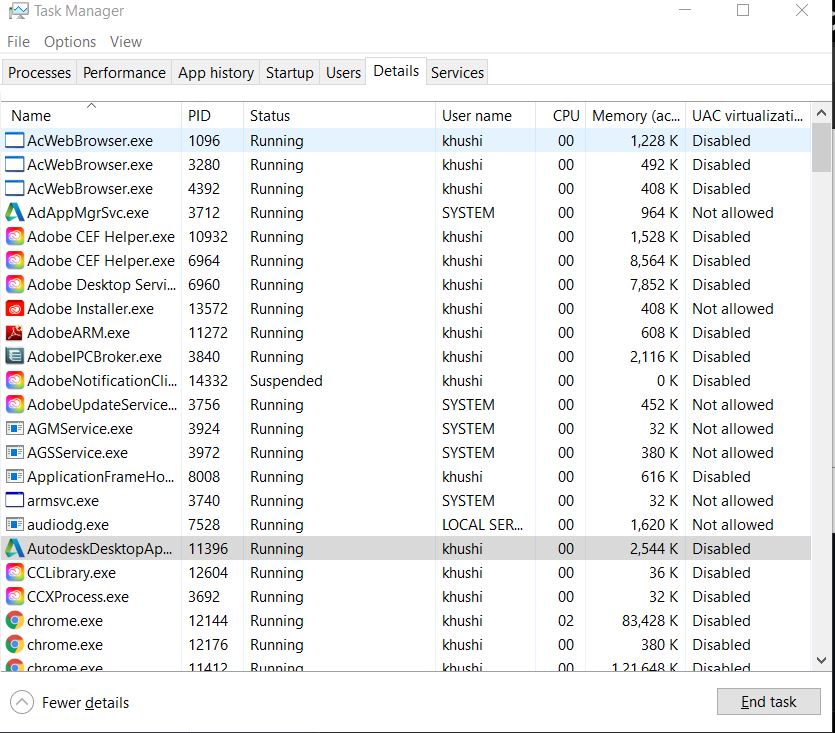 Task Manager
File Options View
Processes Performance App history Startup Users Details Services
Name PID Status User name CPU Memory (ac... UAC virtualizati...
AcWebBrowser.exe 1096 Running khushi 00 1,228 K Disabled
AcWebBrowser.exe 3280 Running khushi 00 492 K Disabled
AcWebBrowser.exe 4392 Running khushi 00 408 K Disabled
AdAppMgrSvc.exe 3712 Running SYSTEM 00 964 K Not allowed
Adobe CEF Helper.exe 10932 Running khushi 00 1,528 K Disabled
Adobe CEF Helper.exe 6964 Running khushi 00 8,564 K Disabled
Adobe Desktop Servi... 6960 Running khushi 00 7,852 K Disabled
Adobe Installer.exe 13572 Running khushi 00 408 K Not allowed
AdobeARM.exe 11272 Running khushi 00 608 K Disabled
AdobeIPCBroker.exe 3840 Running khushi 00 2,116 K Disabled
AdobeNotificationCli... 14332 Suspended khushi 00 0 K Disabled
AdobeUpdateService... 3756 Running SYSTEM 00 452 K Not allowed
AGMService.exe 3924 Running SYSTEM 00 32 K Not allowed
AGSService.exe 3972 Running SYSTEM 00 380 K Not allowed
ApplicationFrameHo... 8008 Running khushi 00 616 K Disabled
armsvc.exe 3740 Running SYSTEM 00 32 K Not allowed
audiodg.exe 7528 Running LOCAL SER... 00 1,620 K Not allowed
AutodeskDesktopAp... 11396 Running khushi 00 2,544 K Disabled
CCLibrary.exe 12604 Running khushi 00 36 K Disabled
CCXProcess.exe 3692 Running khushi 00 32 K Disabled
chrome.exe 12144 Running khushi 02 83,428 K Disabled
chrome.exe 12176 Running khushi 00 380 K Disabled
chrome.exe 11412 Running khushi 00 1,21,648 K Disabled
Fewer details End task